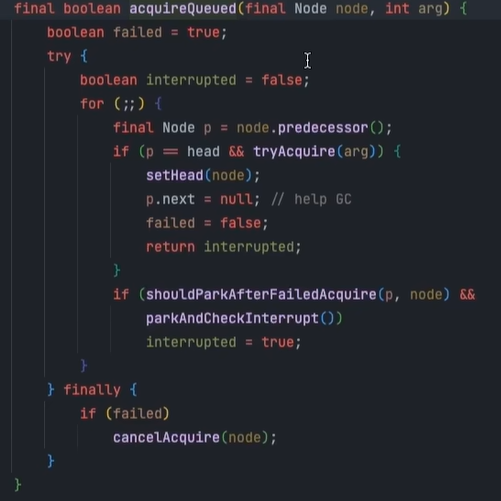 final boolean acquireQueued(final Node node, int arg) {
    boolean failed = true;
    try {
        boolean interrupted = false;
        for (;;) {
            final Node p = node.predecessor();
            if (p == head && tryAcquire(arg)) {
                setHead(node);
                p.next = null; // help GC
                failed = false;
                return interrupted;
            }
            if (shouldParkAfterFailedAcquire(p, node) &&
                parkAndCheckInterrupt())
                interrupted = true;
        }
    } finally {
        if (failed)
            cancelAcquire(node);
    }
}